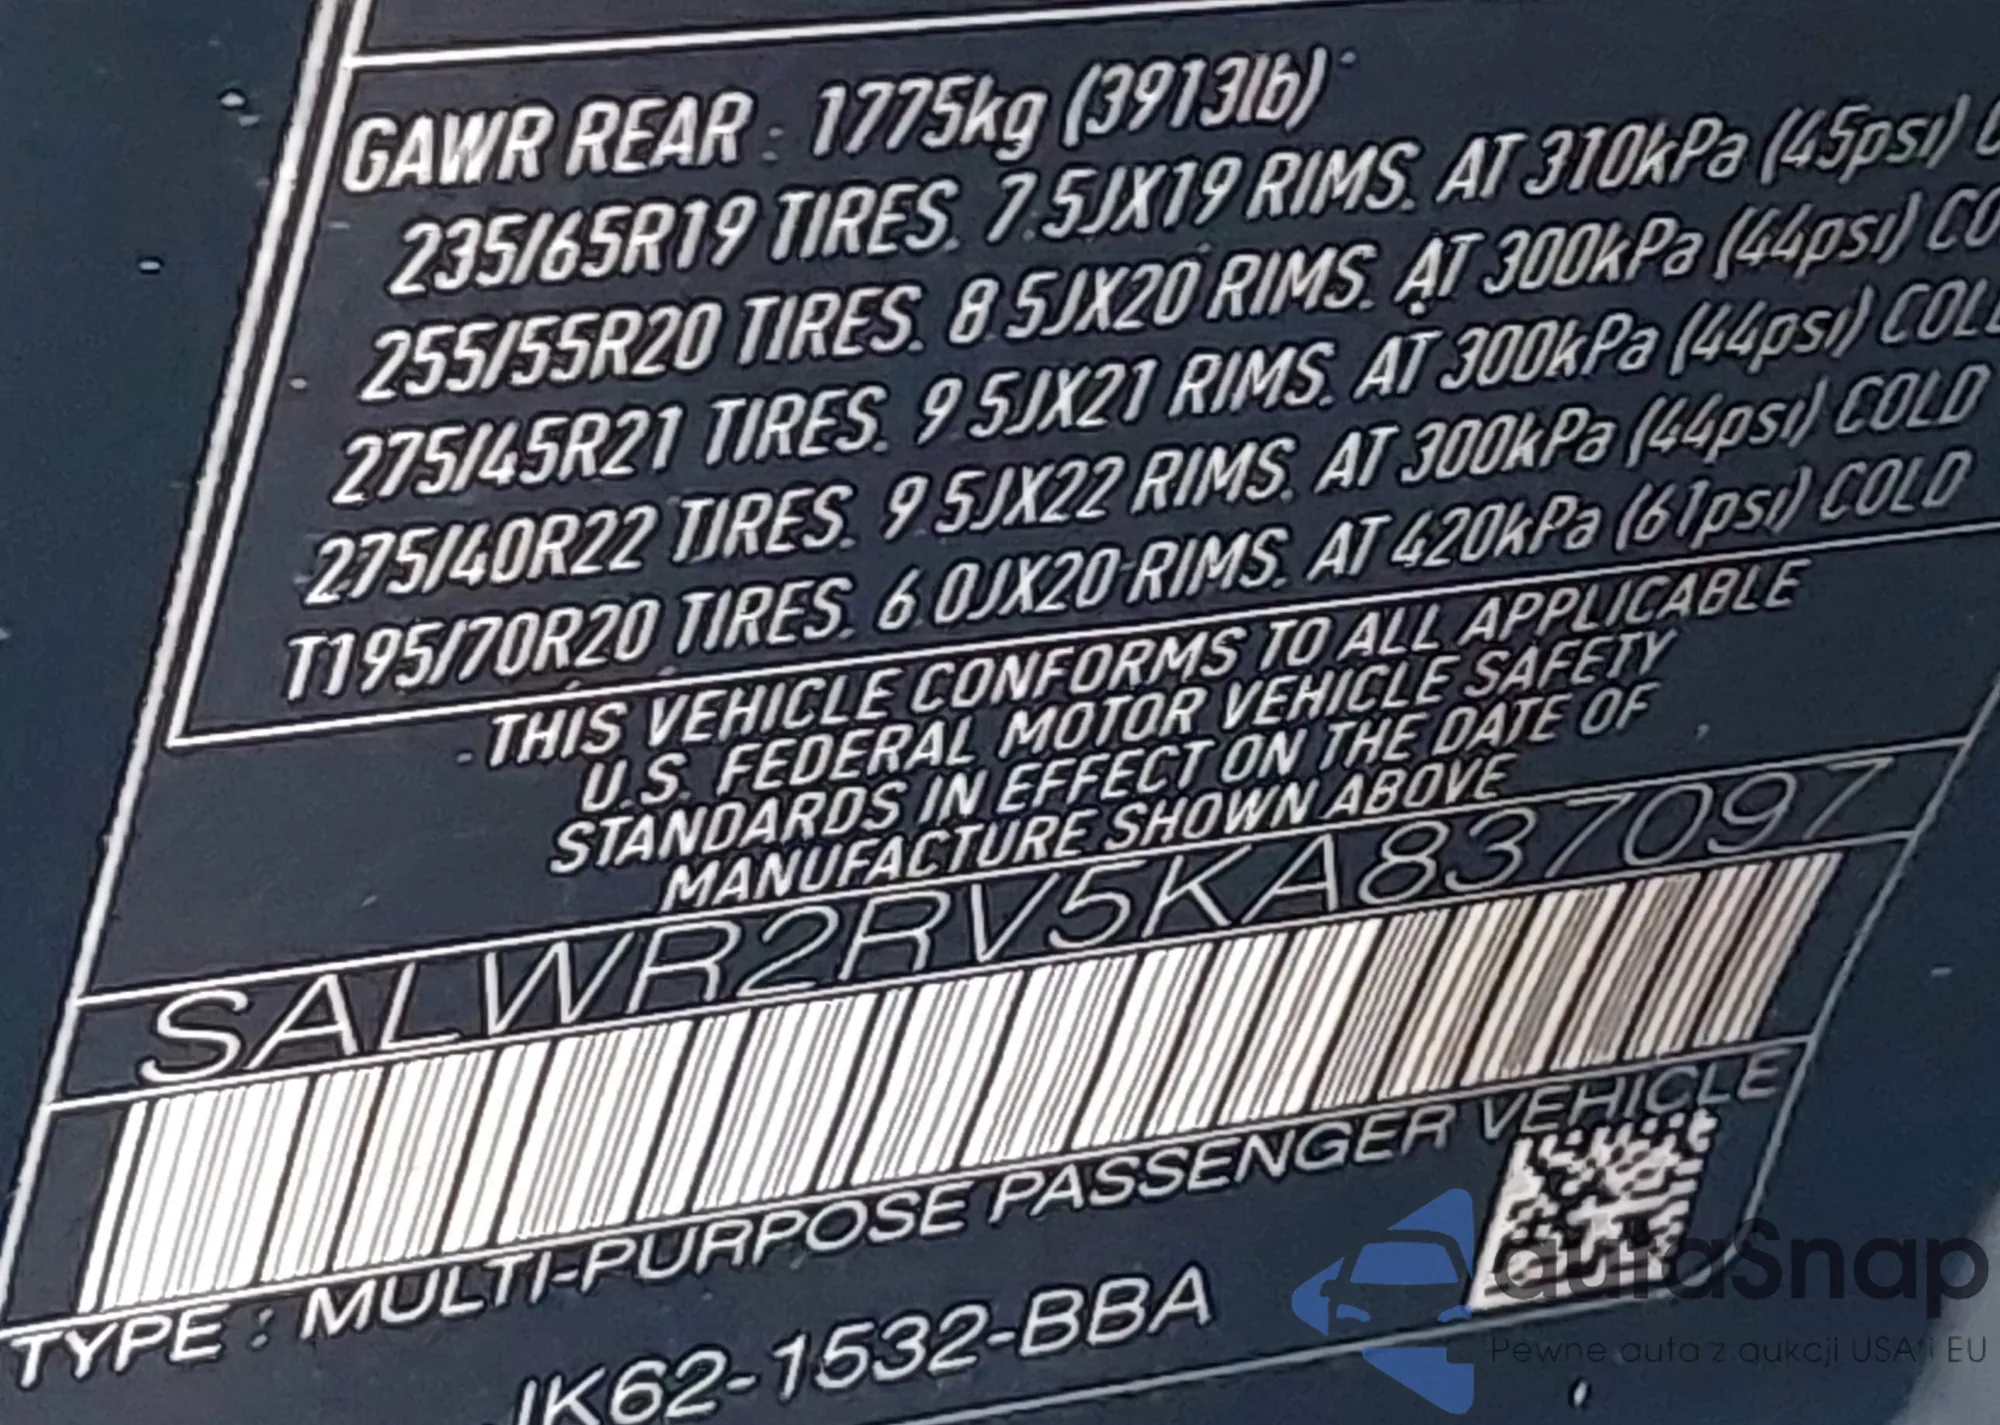 GAWR REAR : 1775kg (3913lb)
235/65R19 TIRES. 7.5JX19 RIMS. AT 310kPa (45psi)
255/55R20 TIRES. 8.5JX20 RIMS. AT 300kPa (44psi) CO
275/45R21 TIRES. 9.5JX21 RIMS. AT 300kPa (44psi) COL
275/40R22 TIRES. 9.5JX22 RIMS. AT 300kPa (44psi) COLD
T195/70R20 TIRES. 6.0JX20 RIMS. AT 420kPa (61psi) COLD
THIS VEHICLE CONFORMS TO ALL APPLICABLE
U.S. FEDERAL MOTOR VEHICLE SAFETY
STANDARDS IN EFFECT ON THE DATE OF
MANUFACTURE SHOWN ABOVE
SALWR2RV5KA837097
TYPE : MULTI-PURPOSE PASSENGER VEHICLE
JK62-1532-BBA
autaSnap
Pewne auta z aukcji USA i EU